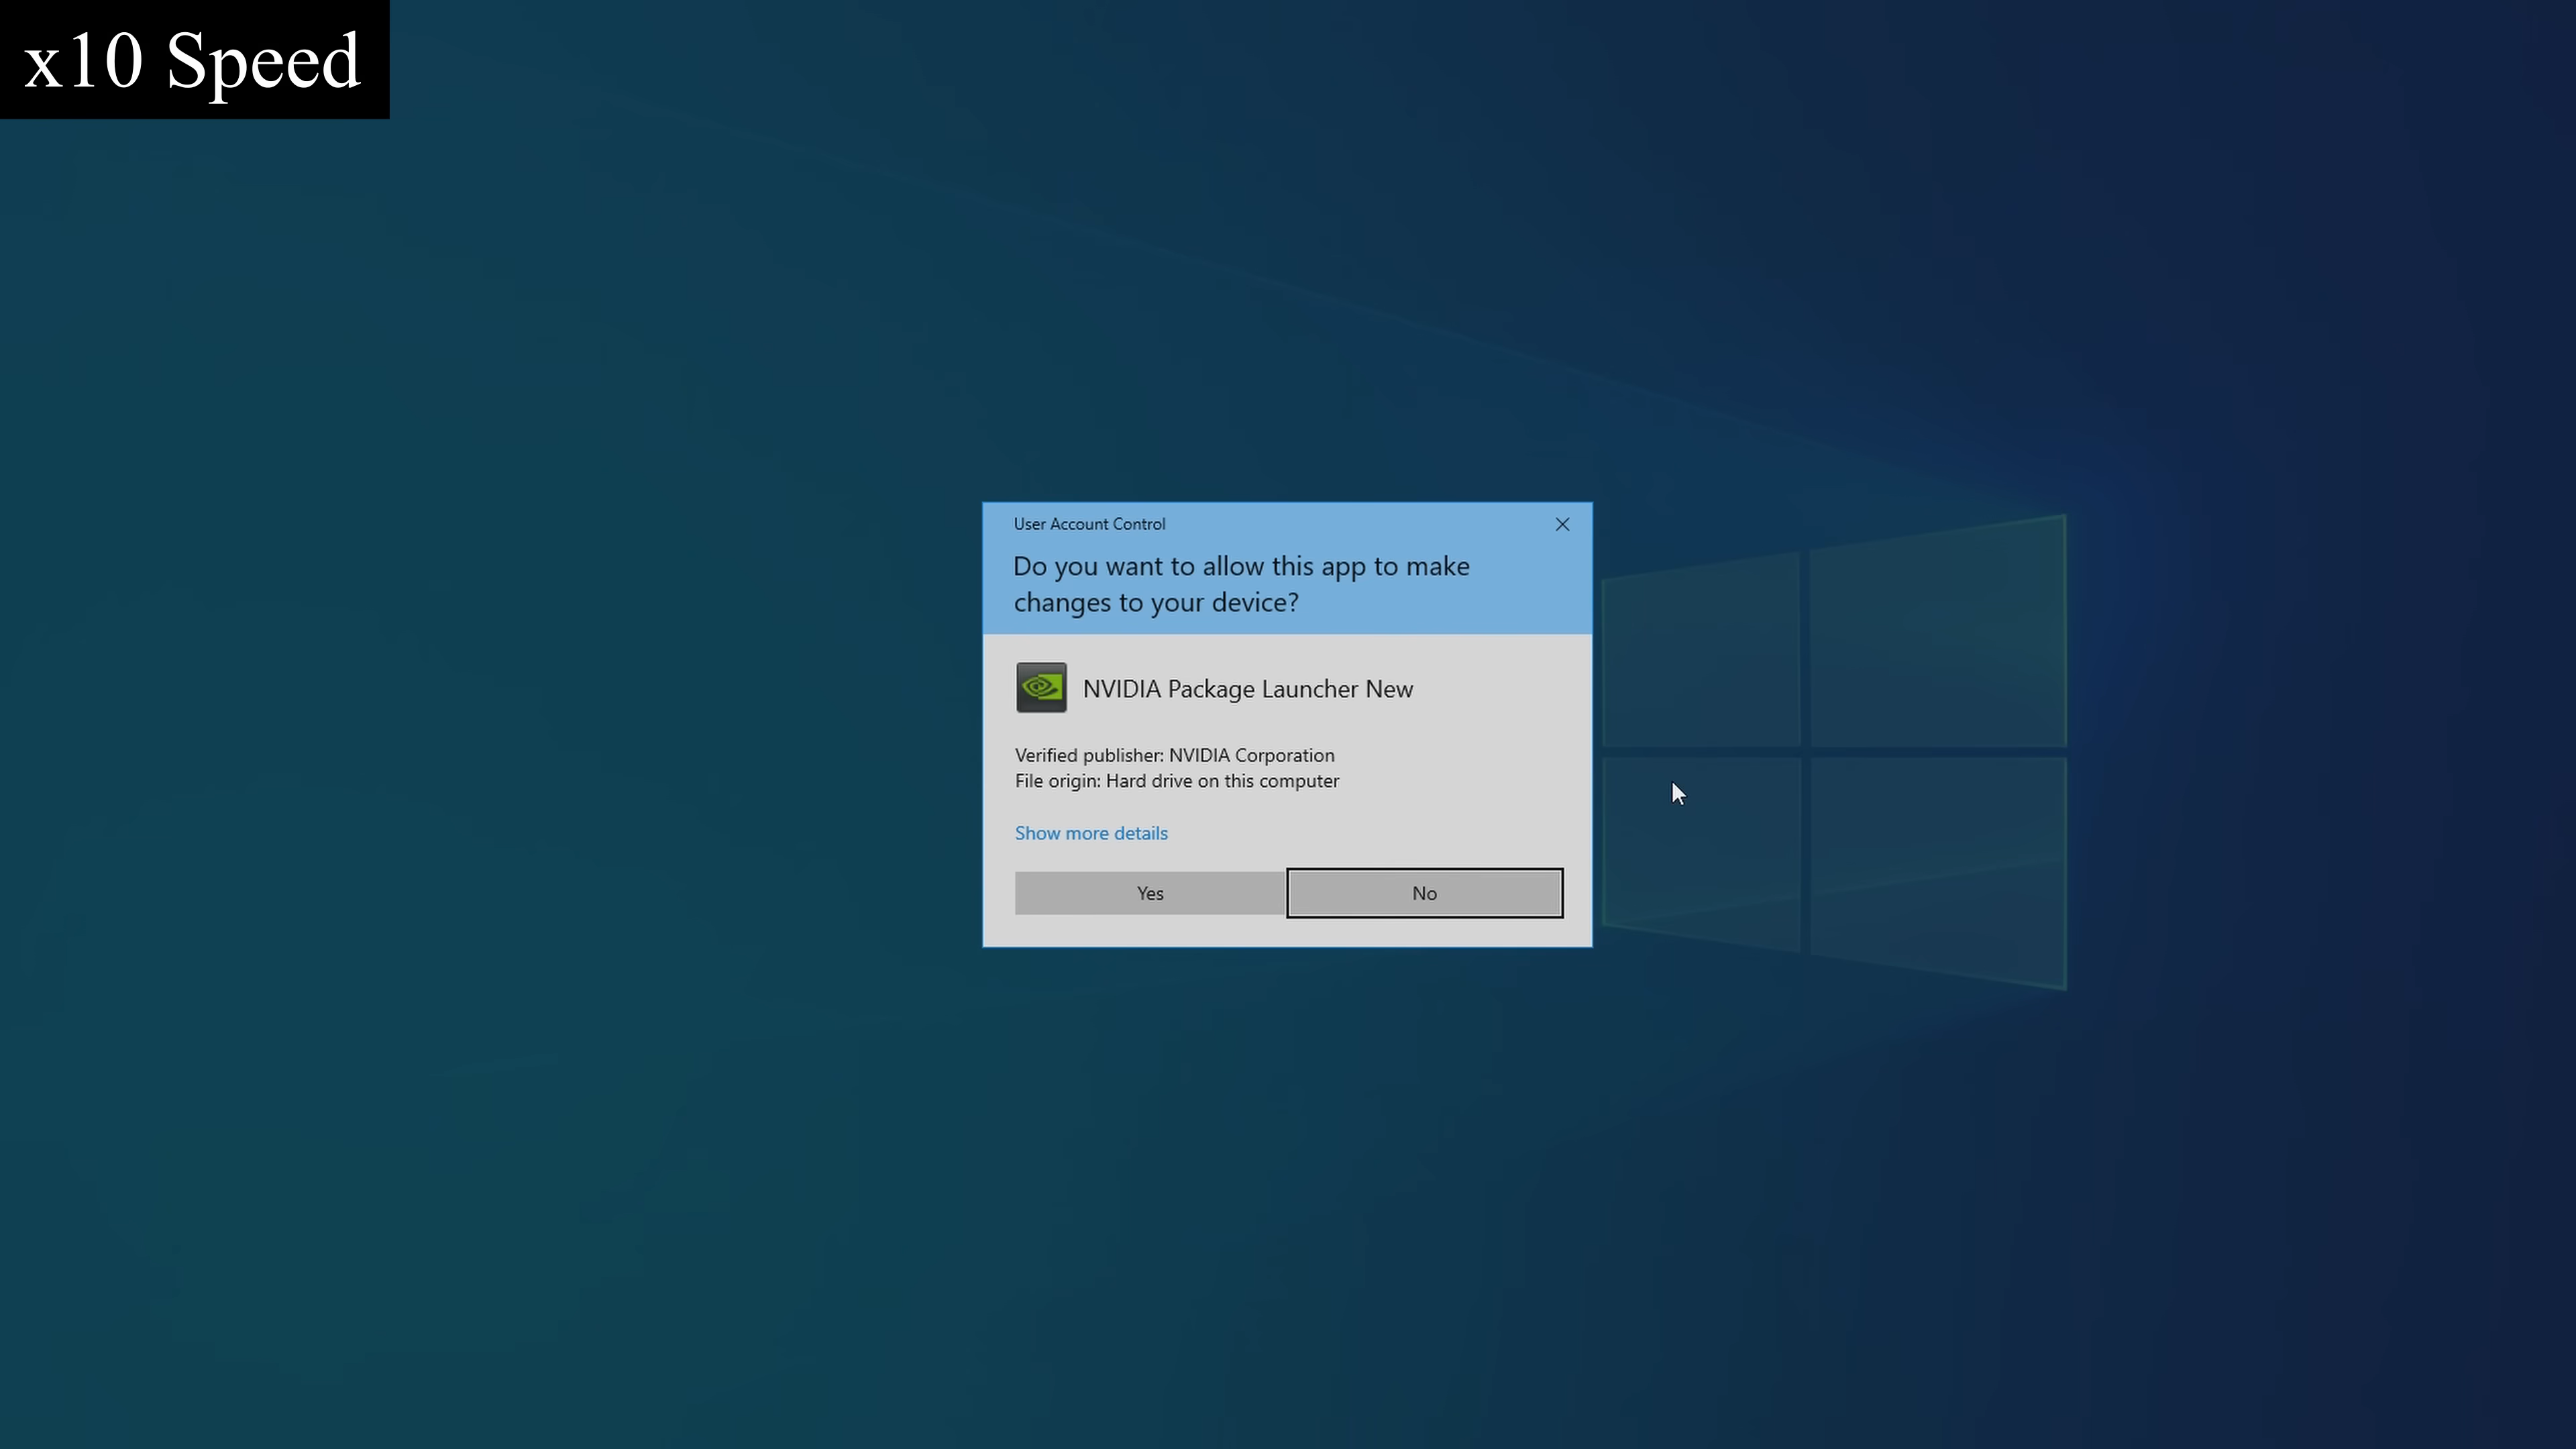 x10 Speed
User Account Control
Do you want to allow this app to make
changes to your device?
NVIDIA Package Launcher New
Verified publisher: NVIDIA Corporation
File origin: Hard drive on this computer
Show more details
Yes
No